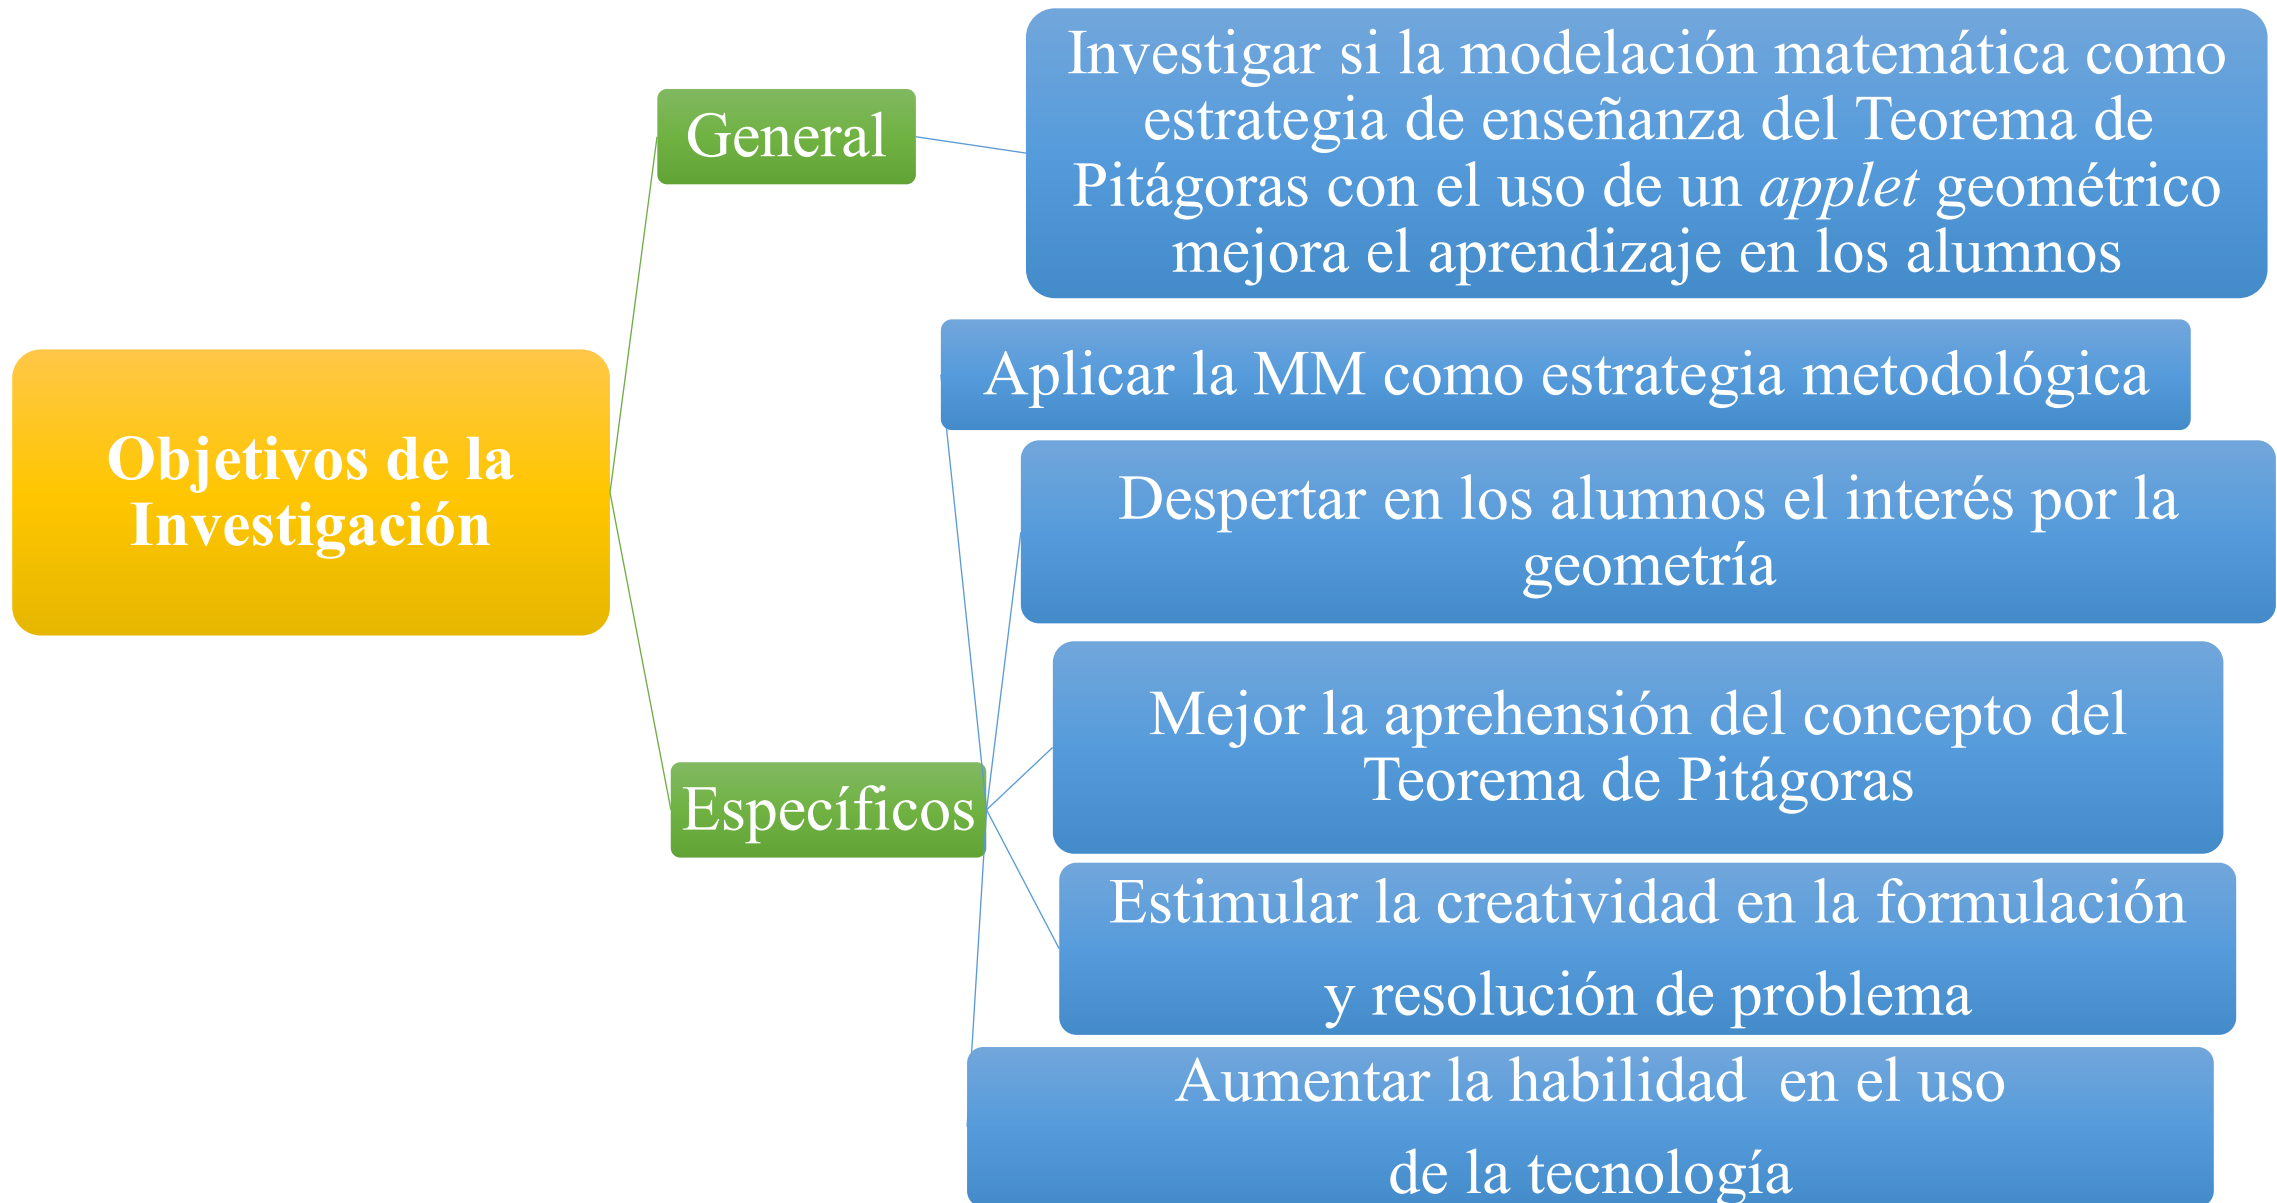 Objetivos de la
Investigación
General
Investigar si la modelación matemática como
estrategia de enseñanza del Teorema de
Pitágoras con el uso de un applet geométrico
mejora el aprendizaje en los alumnos
Específicos
Aplicar la MM como estrategia metodológica
Despertar en los alumnos el interés por la
geometría
Mejor la aprehensión del concepto del
Teorema de Pitágoras
Estimular la creatividad en la formulación
y resolución de problema
Aumentar la habilidad en el uso
de la tecnología